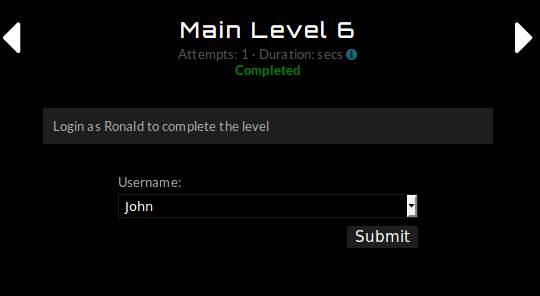 Main Level 6
Attempts: 1 · Duration: secs
Completed
Login as Ronald to complete the level
Username:
John
Submit